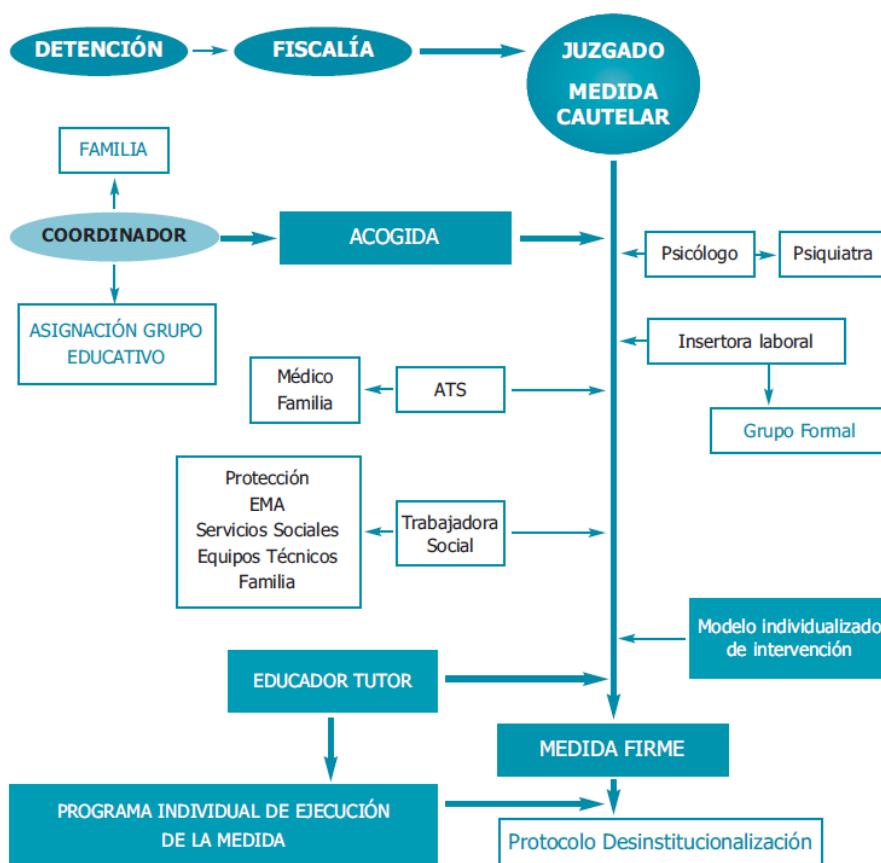 DETENCIÓN
FISCALÍA
JUZGADO
MEDIDA
CAUTELAR
FAMILIA
COORDINADOR
ACOGIDA
Psicólogo
Psiquiatra
ASIGNACIÓN GRUPO
EDUCATIVO
Insertora laboral
Médico
Familia
ATS
Grupo Formal
Protección
EMA
Servicios Sociales
Equipos Técnicos
Familia
Trabajadora
Social
Modelo individualizado
de intervención
EDUCADOR TUTOR
MEDIDA FIRME
PROGRAMA INDIVIDUAL DE EJECUCIÓN
DE LA MEDIDA
Protocolo Desinstitucionalización